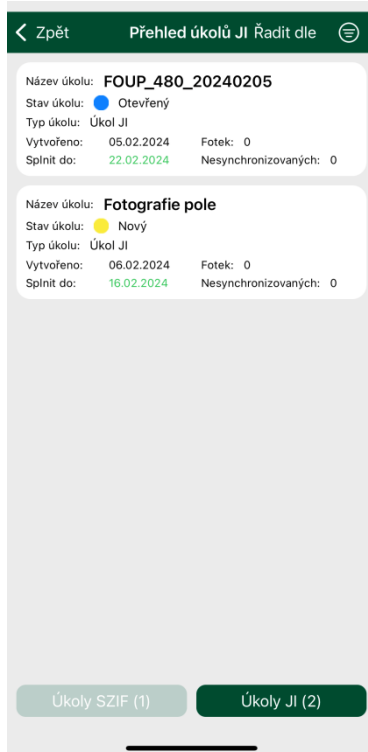 Zpět Přehled úkolů JI Řadit dle
Název úkolu: FOUP_480_20240205
Stav úkolu: Otevřený
Typ úkolu: Úkol JI
Vytvořeno: 05.02.2024 Fotek: 0
Splnit do: 22.02.2024 Nesynchronizovaných: 0
Název úkolu: Fotografie pole
Stav úkolu: Nový
Typ úkolu: Úkol JI
Vytvořeno: 06.02.2024 Fotek: 0
Splnit do: 16.02.2024 Nesynchronizovaných: 0
Úkoly SZIF (1) Úkoly JI (2)